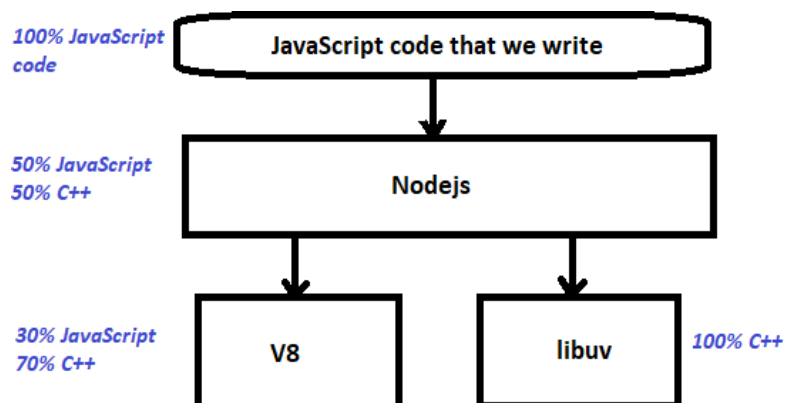 100% JavaScript
code
JavaScript code that we write
50% JavaScript
50% C++
Nodejs
30% JavaScript
70% C++
V8
libuv
100% C++